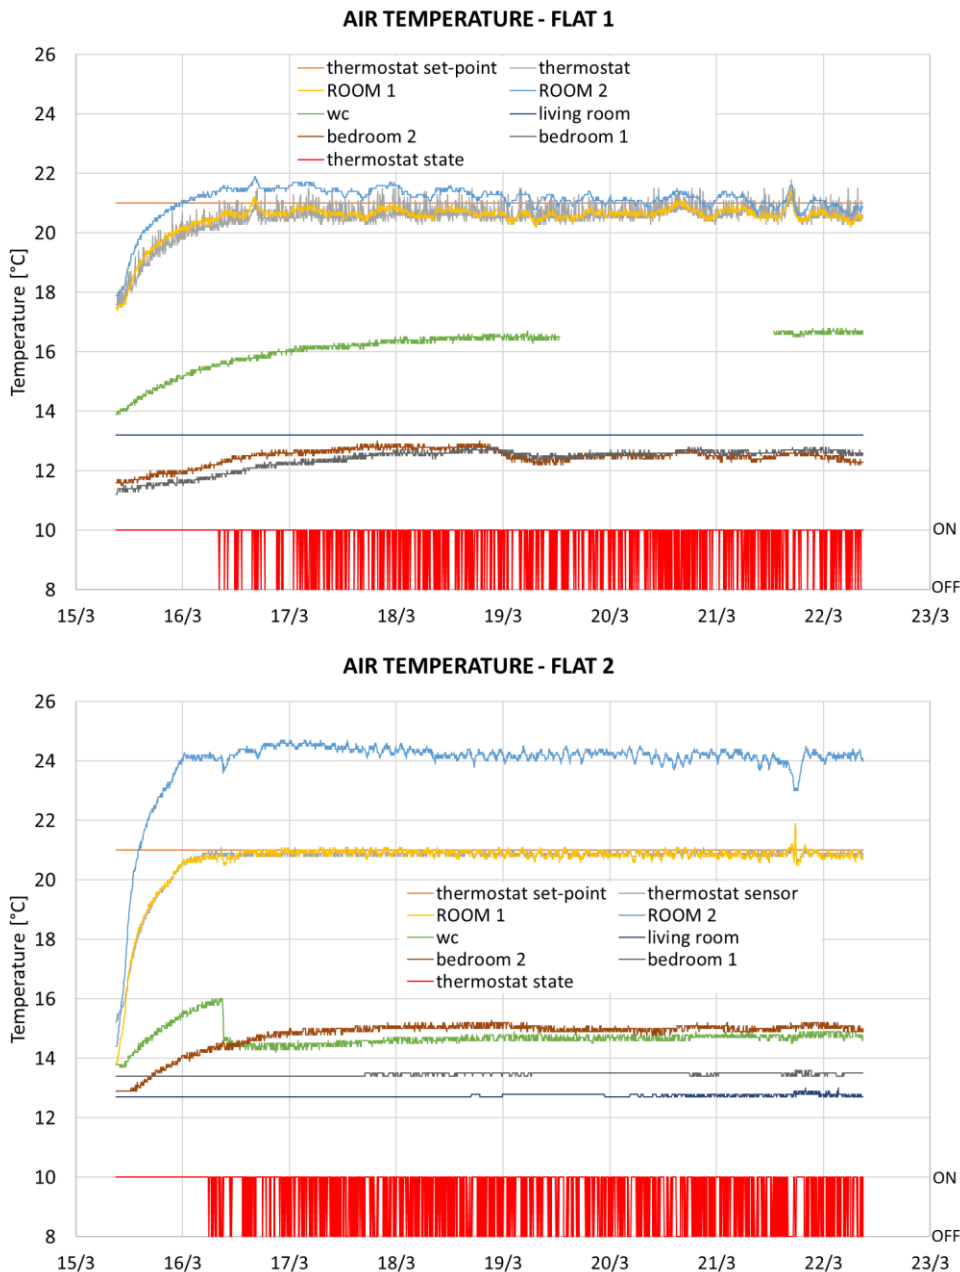 AIR TEMPERATURE - FLAT 1
26
24
22
20
18
16
14
12
10
8
Temperature [°C]
thermostat set-point
thermostat
ROOM 1
ROOM 2
wc
living room
bedroom 2
bedroom 1
thermostat state
ON
OFF
15/3
16/3
17/3
18/3
19/3
20/3
21/3
22/3
23/3
AIR TEMPERATURE - FLAT 2
26
24
22
20
18
16
14
12
10
8
Temperature [°C]
thermostat set-point
thermostat sensor
ROOM 1
ROOM 2
wc
living room
bedroom 2
bedroom 1
thermostat state
ON
OFF
15/3
16/3
17/3
18/3
19/3
20/3
21/3
22/3
23/3